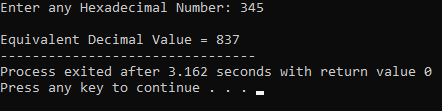 Enter any Hexadecimal Number: 345
Equivalent Decimal Value = 837
--------------------------------
Process exited after 3.162 seconds with return value 0
Press any key to continue . . .